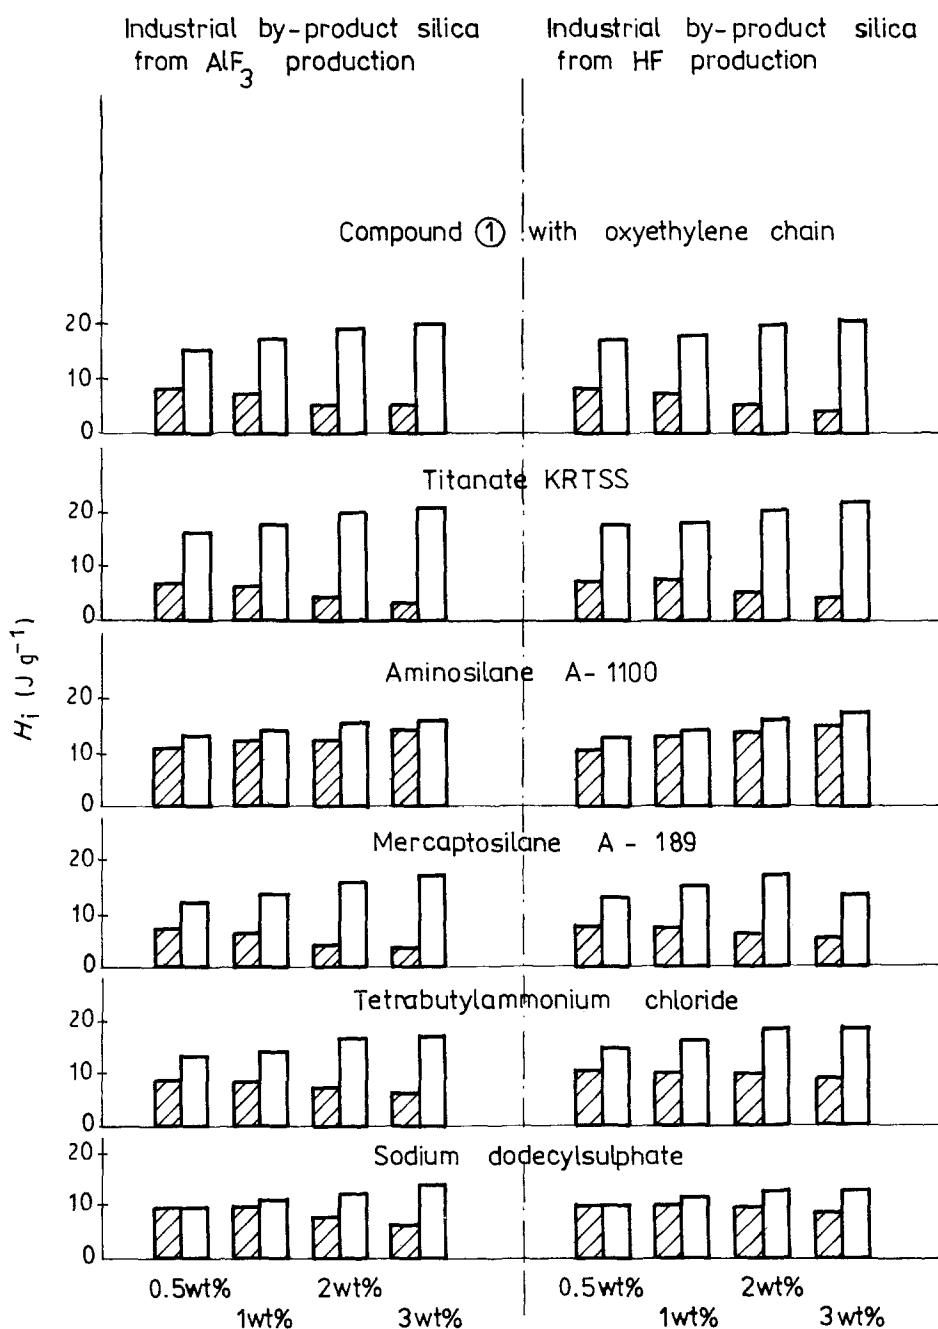 Industrial by-product silica
from AlF3 production
Industrial by-product silica
from HF production
Compound ① with oxyethylene chain
20
10
0
Titanate KRTSS
20
10
0
Aminosilane A-1100
20
10
0
Hi (J g⁻¹)
Mercaptosilane A - 189
20
10
0
Tetrabutylammonium chloride
20
10
0
Sodium dodecylsulphate
20
10
0
0.5wt% 2wt% 0.5wt% 2wt%
1wt% 3wt% 1wt% 3wt%